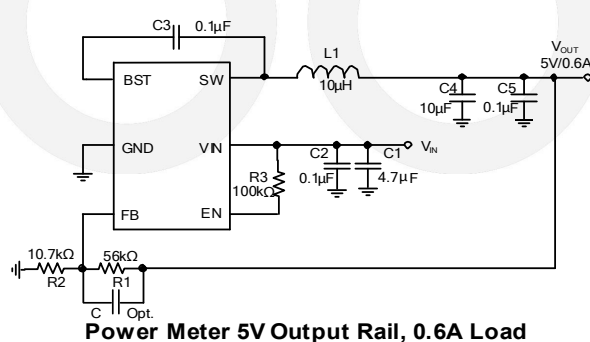 C3
0.1µF
L1
10µH
VOUT
5V/0.6A
BST
SW
C4
10µF
C5
0.1µF
GND
VIN
VIN
R3
100kΩ
C2
0.1µF
C1
4.7µF
FB
EN
10.7kΩ
R2
56kΩ
R1
C Opt.
Power Meter 5V Output Rail, 0.6A Load